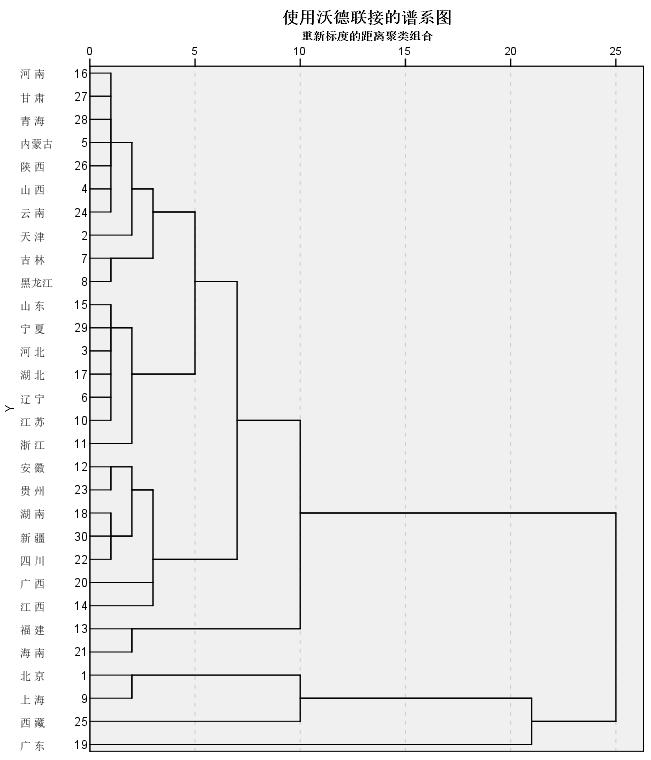 使用沃德联接的谱系图
重新标度的距离聚类组合
0 5 10 15 20 25
河南 16
甘肃 27
青海 28
内蒙古 5
陕西 26
山西 4
云南 24
天津 2
吉林 7
黑龙江 8
山东 15
宁夏 29
河北 3
湖北 17
辽宁 6
Y
江苏 10
浙江 11
安徽 12
贵州 23
湖南 18
新疆 30
四川 22
广西 20
江西 14
福建 13
海南 21
北京 1
上海 9
西藏 25
广东 19